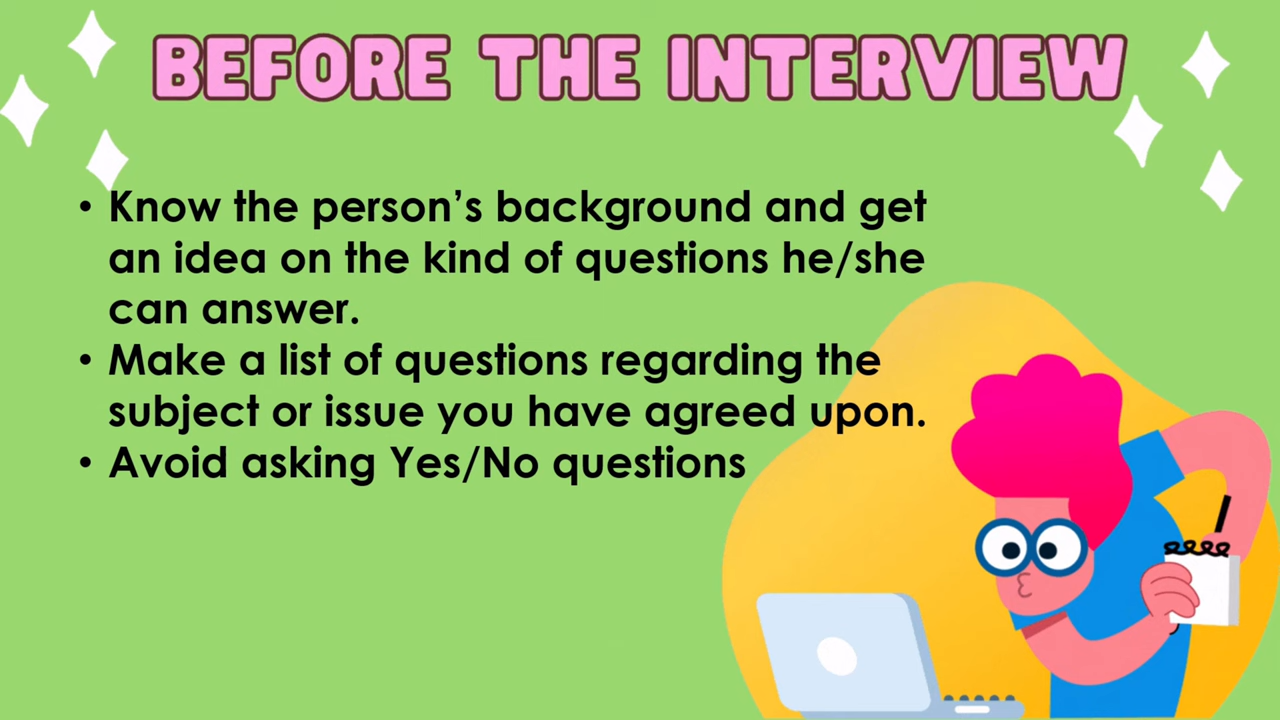 BEFORE THE INTERVIEW
• Know the person's background and get
an idea on the kind of questions he/she
can answer.
• Make a list of questions regarding the
subject or issue you have agreed upon.
• Avoid asking Yes/No questions